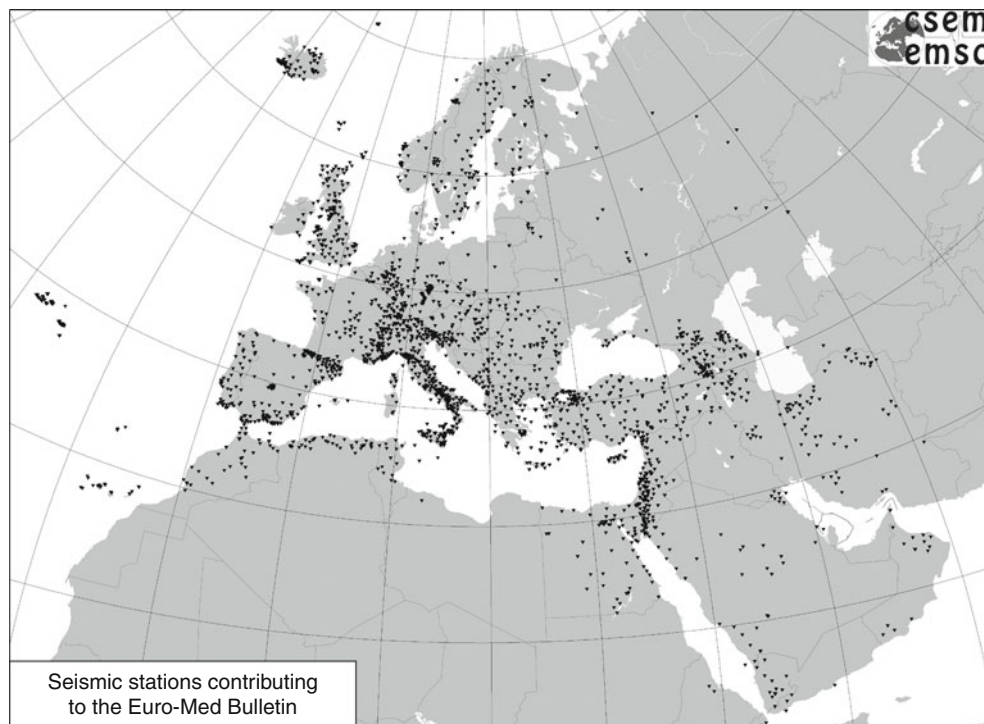 csem
emsc
Seismic stations contributing
to the Euro-Med Bulletin